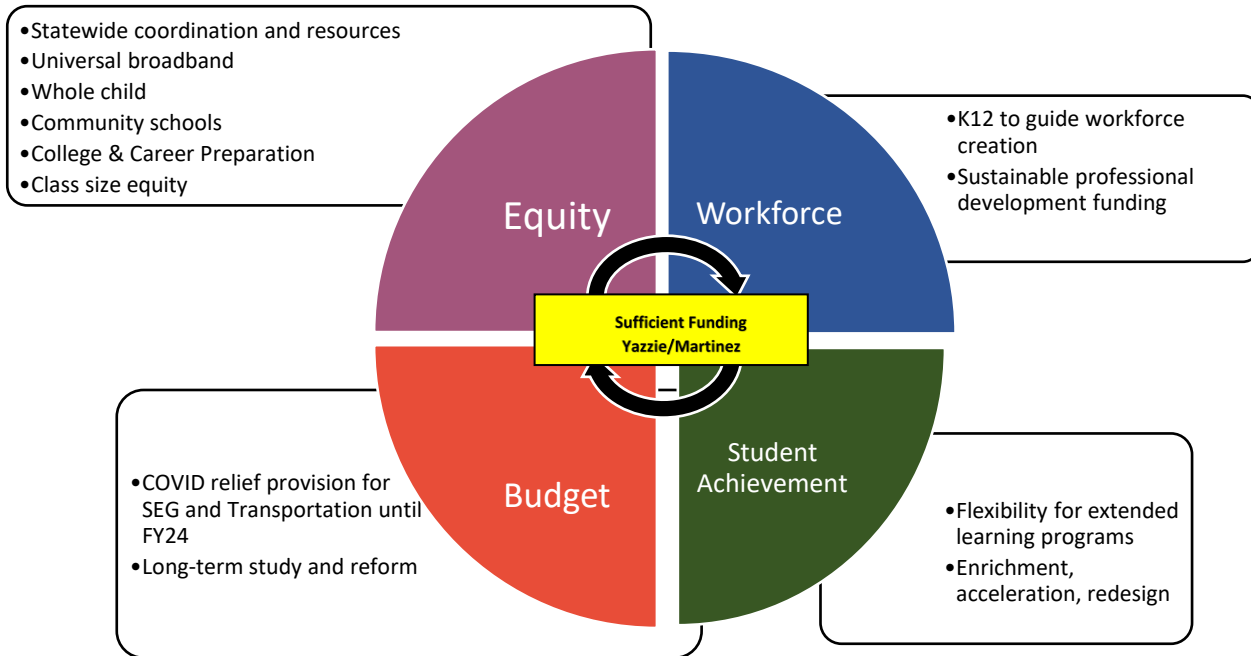 •Statewide coordination and resources
•Universal broadband
•Whole child
•Community schools
•College & Career Preparation
•Class size equity
•K12 to guide workforce
creation
•Sustainable professional
development funding
Equity
Workforce
Sufficient Funding
Yazzie/Martinez
Budget
Student
Achievement
•COVID relief provision for
SEG and Transportation until
FY24
•Long-term study and reform
•Flexibility for extended
learning programs
•Enrichment,
acceleration, redesign